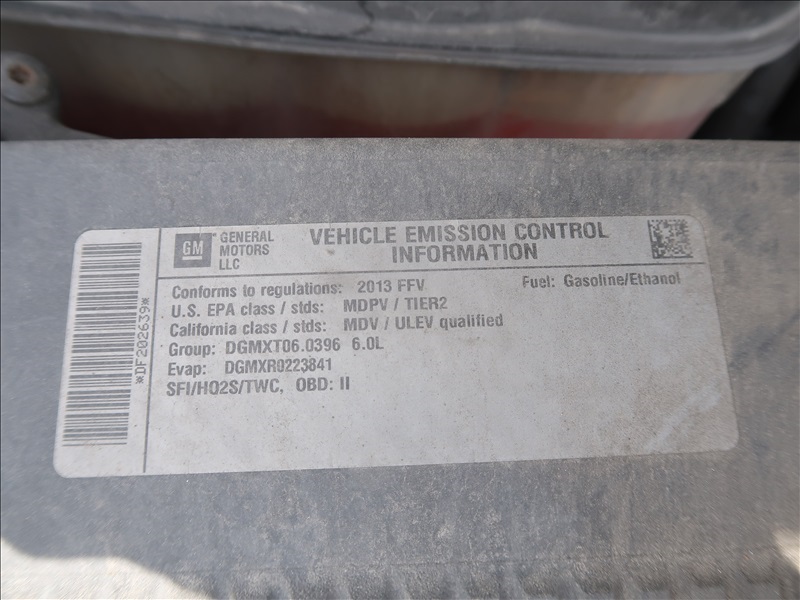 GM
GENERAL
MOTORS
LLC
VEHICLE EMISSION CONTROL
INFORMATION
Conforms to regulations: 2013 FFV
Fuel: Gasoline/Ethanol
U.S. EPA class / stds: MDPV / TIER2
California class / stds: MDV / ULEV qualified
Group: DGMXT06.0396 6.0L
Evap: DGMXR0223841
SFI/HO2S/TWC, OBD: II
*DF202639*